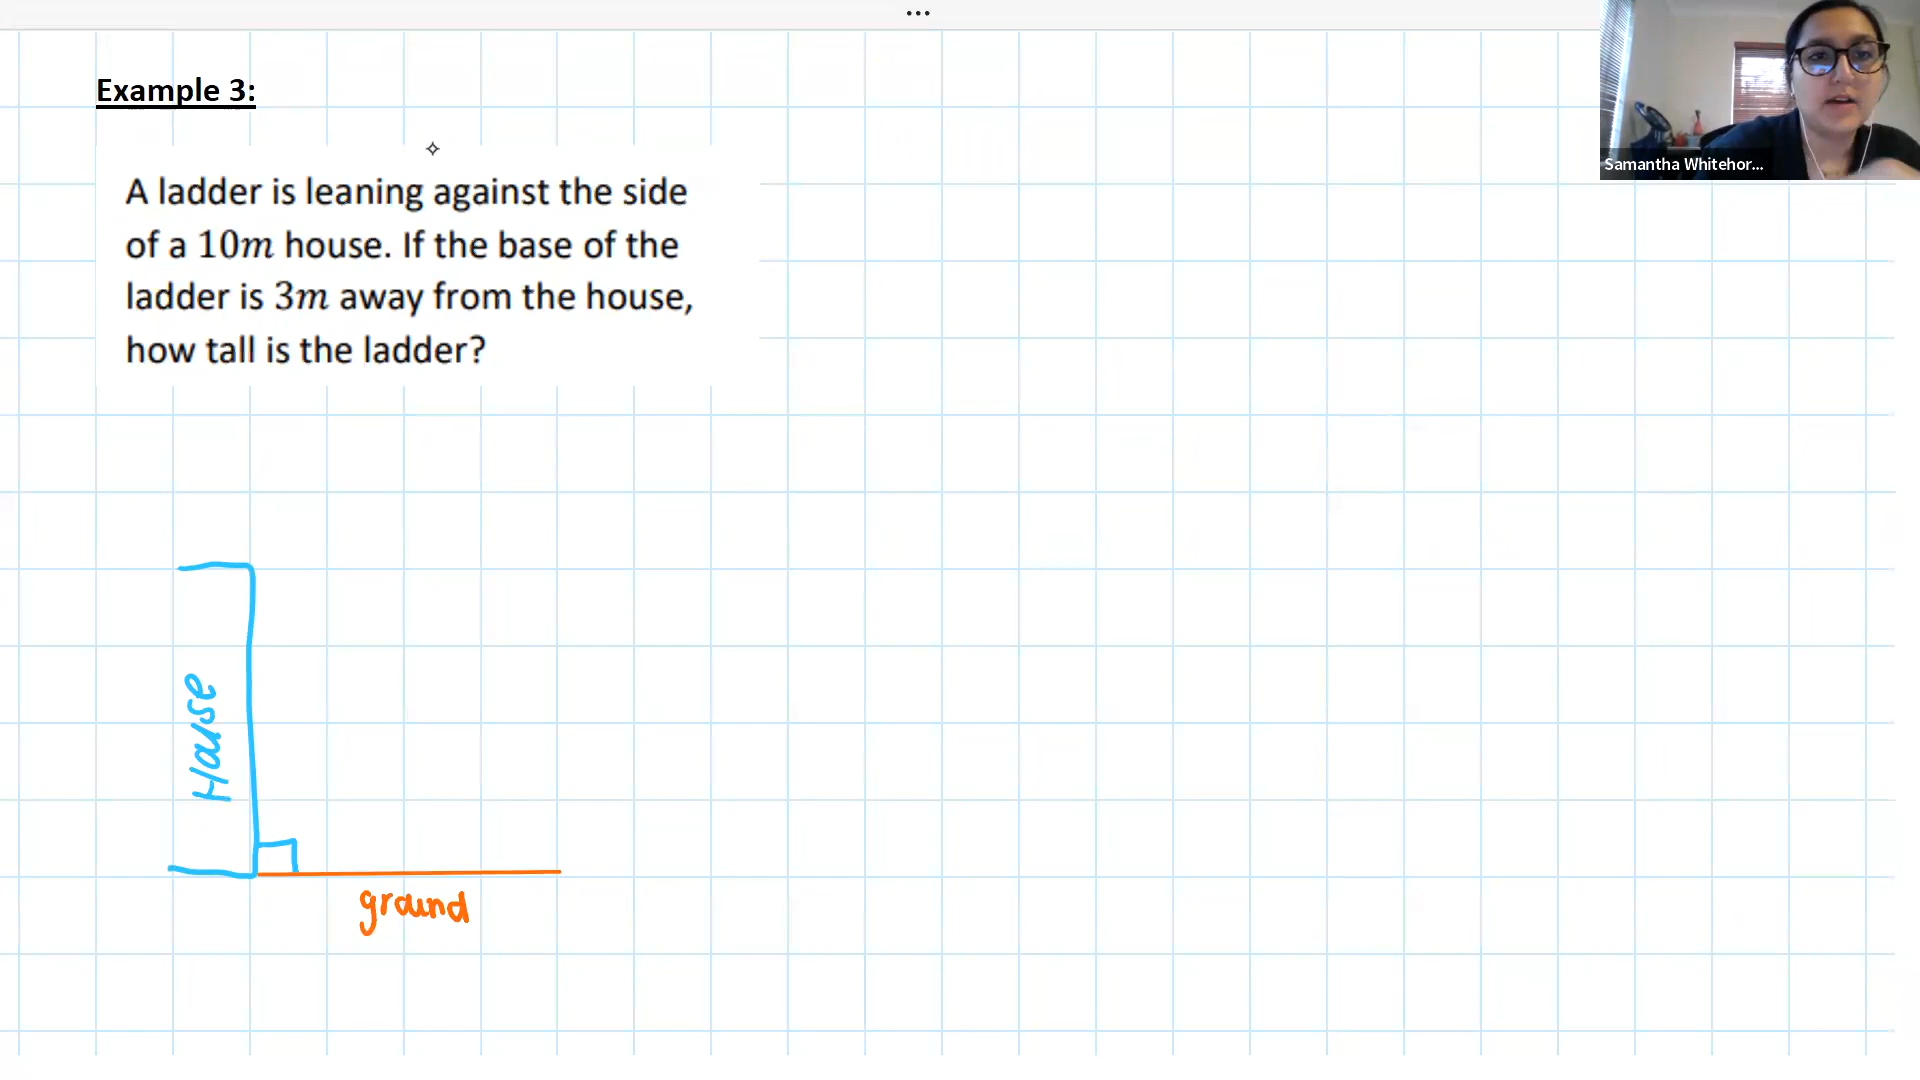 Example 3:
Samantha Whitehor...
A ladder is leaning against the side
of a 10m house. If the base of the
ladder is 3m away from the house,
how tall is the ladder?
House
ground